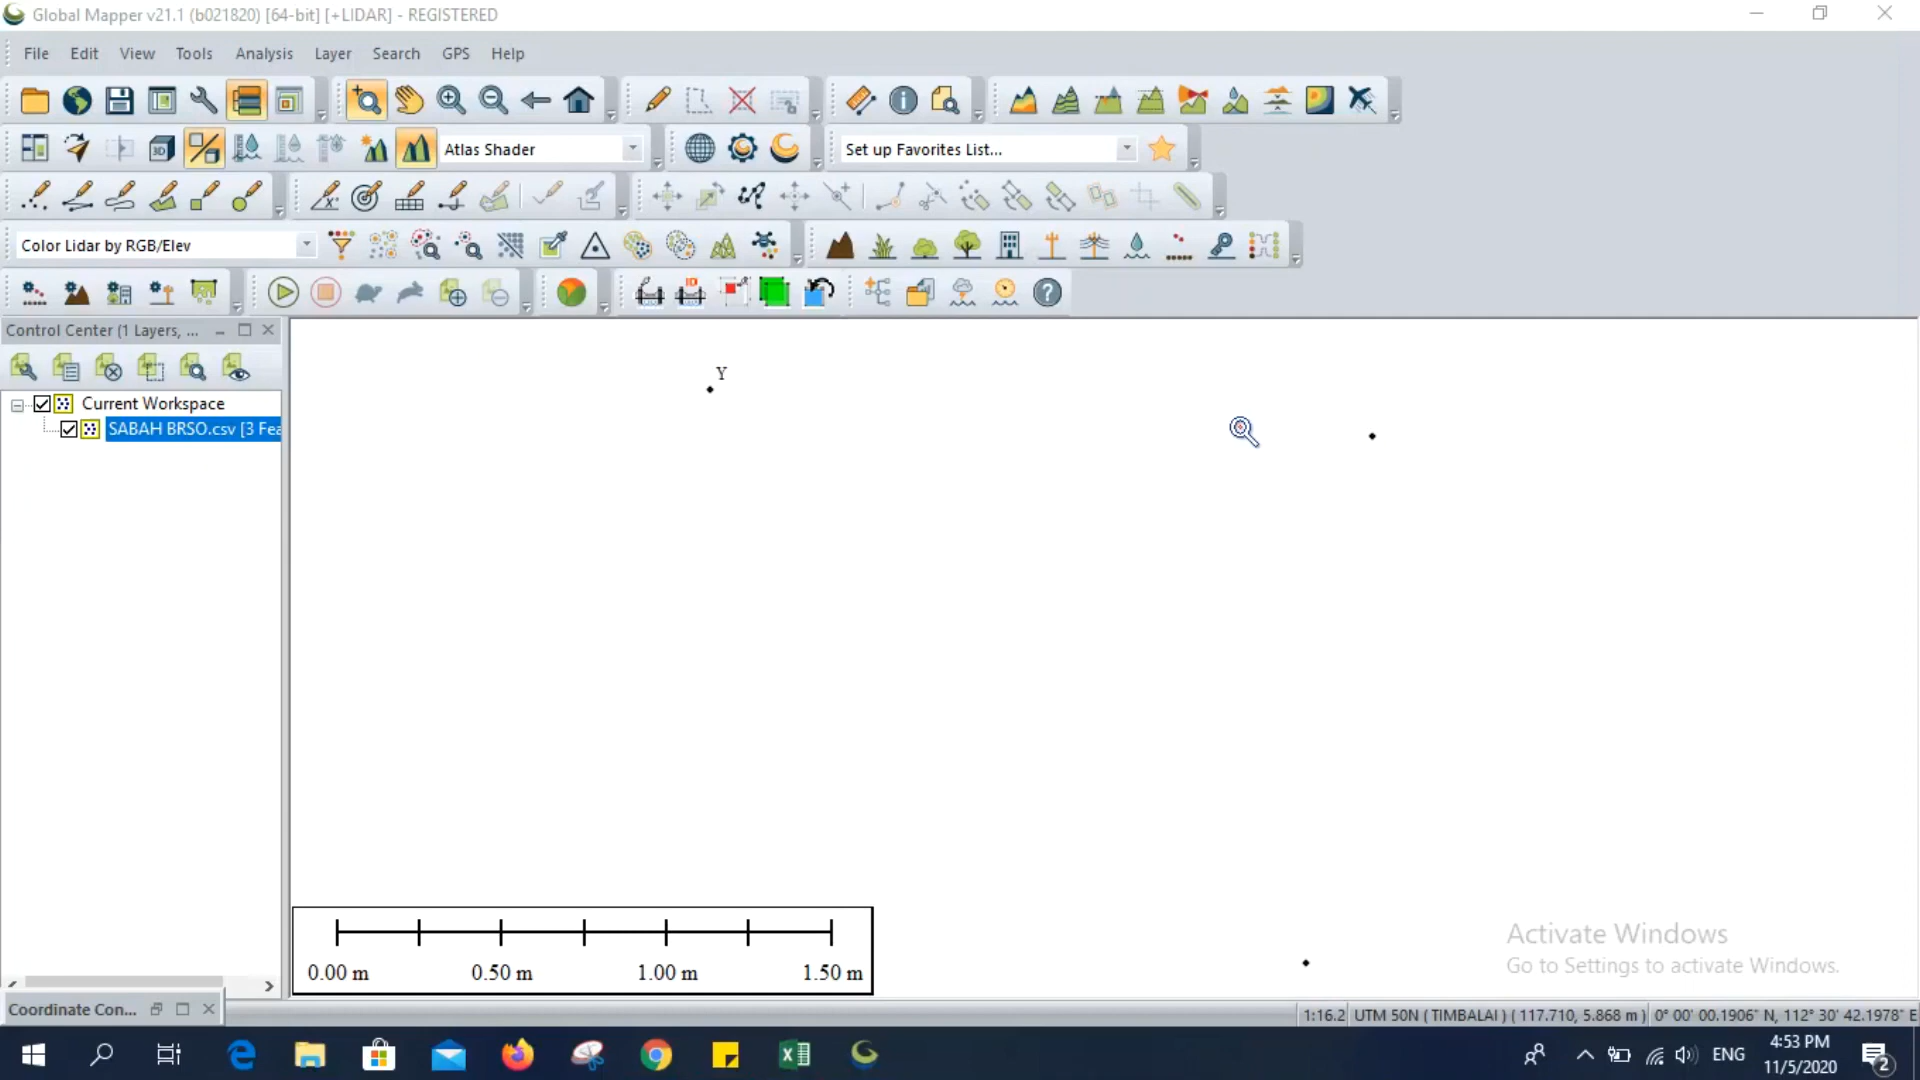 Global Mapper v21.1 (b021820) [64-bit] [+LIDAR] - REGISTERED
File Edit View Tools Analysis Layer Search GPS Help
Atlas Shader
Set up Favorites List...
Color Lidar by RGB/Elev
Control Center (1 Layers, ...
Current Workspace
SABAH BRSO.csv [3 Fea
Y
0.00 m 0.50 m 1.00 m 1.50 m
Activate Windows
Go to Settings to activate Windows.
Coordinate Con...
1:16.2 UTM 50N ( TIMBALAI ) ( 117.710, 5.868 m ) 0° 00' 00.1906" N, 112° 30' 42.1978" E
ENG
4:53 PM
11/5/2020
2